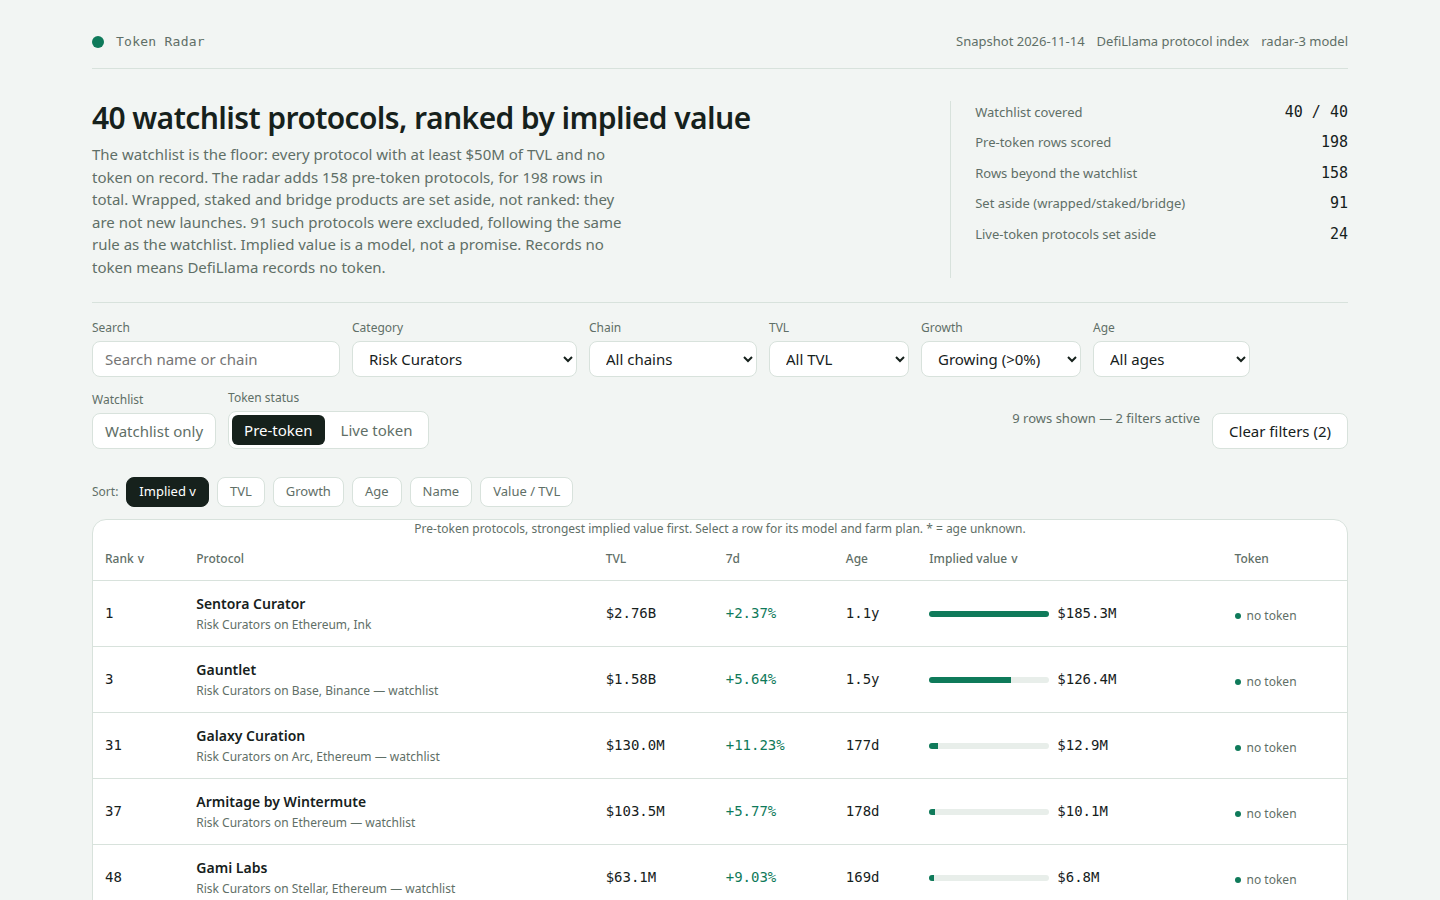 Token Radar
Snapshot 2026-11-14 DefiLlama protocol index radar-3 model
40 watchlist protocols, ranked by implied value
The watchlist is the floor: every protocol with at least $50M of TVL and no
token on record. The radar adds 158 pre-token protocols, for 198 rows in
total. Wrapped, staked and bridge products are set aside, not ranked: they
are not new launches. 91 such protocols were excluded, following the same
rule as the watchlist. Implied value is a model, not a promise. Records no
token means DefiLlama records no token.
Watchlist covered 40 / 40
Pre-token rows scored 198
Rows beyond the watchlist 158
Set aside (wrapped/staked/bridge) 91
Live-token protocols set aside 24
Search Category Chain TVL Growth Age
Search name or chain Risk Curators All chains All TVL Growing (>0%) All ages
Watchlist Token status
Watchlist only Pre-token Live token 9 rows shown — 2 filters active Clear filters (2)
Sort: Implied v TVL Growth Age Name Value / TVL
Pre-token protocols, strongest implied value first. Select a row for its model and farm plan. * = age unknown.
Rank v Protocol TVL 7d Age Implied value v Token
1 Sentora Curator $2.76B +2.37% 1.1y $185.3M no token
Risk Curators on Ethereum, Ink
3 Gauntlet $1.58B +5.64% 1.5y $126.4M no token
Risk Curators on Base, Binance — watchlist
31 Galaxy Curation $130.0M +11.23% 177d $12.9M no token
Risk Curators on Arc, Ethereum — watchlist
37 Armitage by Wintermute $103.5M +5.77% 178d $10.1M no token
Risk Curators on Ethereum — watchlist
48 Gami Labs $63.1M +9.03% 169d $6.8M no token
Risk Curators on Stellar, Ethereum — watchlist